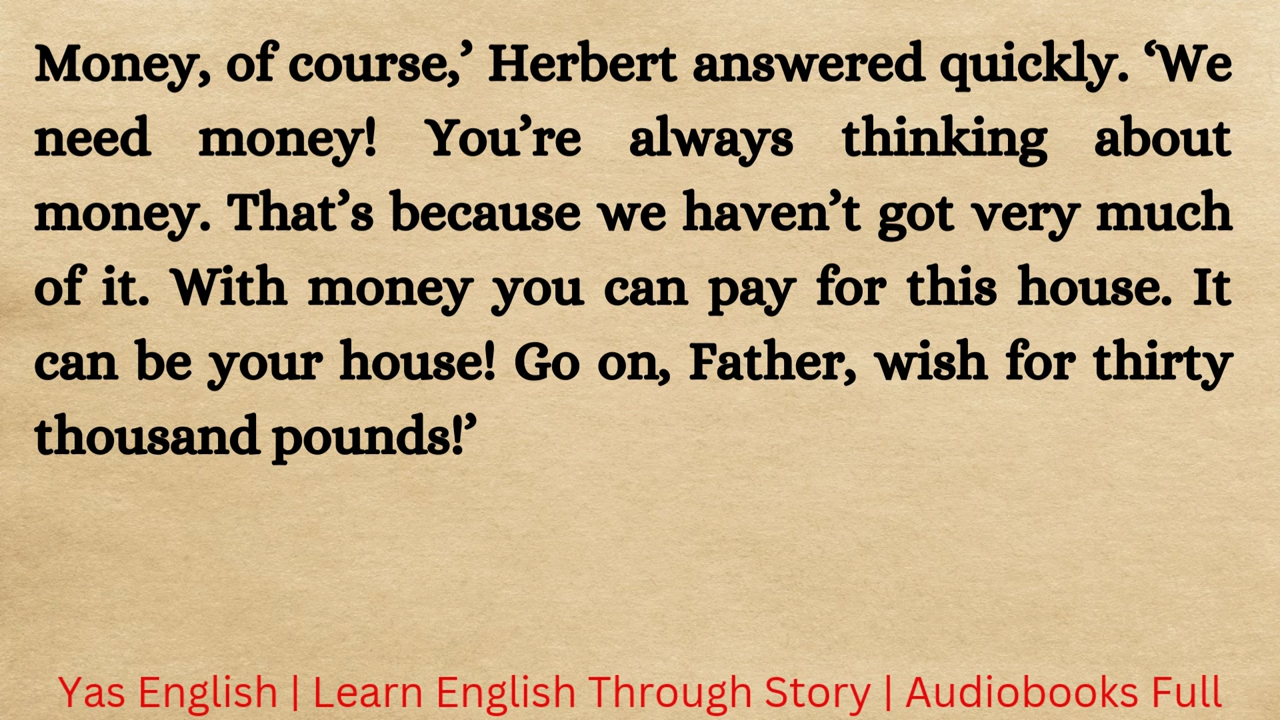 Money, of course,’ Herbert answered quickly. ‘We
need money! You’re always thinking about
money. That’s because we haven’t got very much
of it. With money you can pay for this house. It
can be your house! Go on, Father, wish for thirty
thousand pounds!’
Yas English | Learn English Through Story | Audiobooks Full